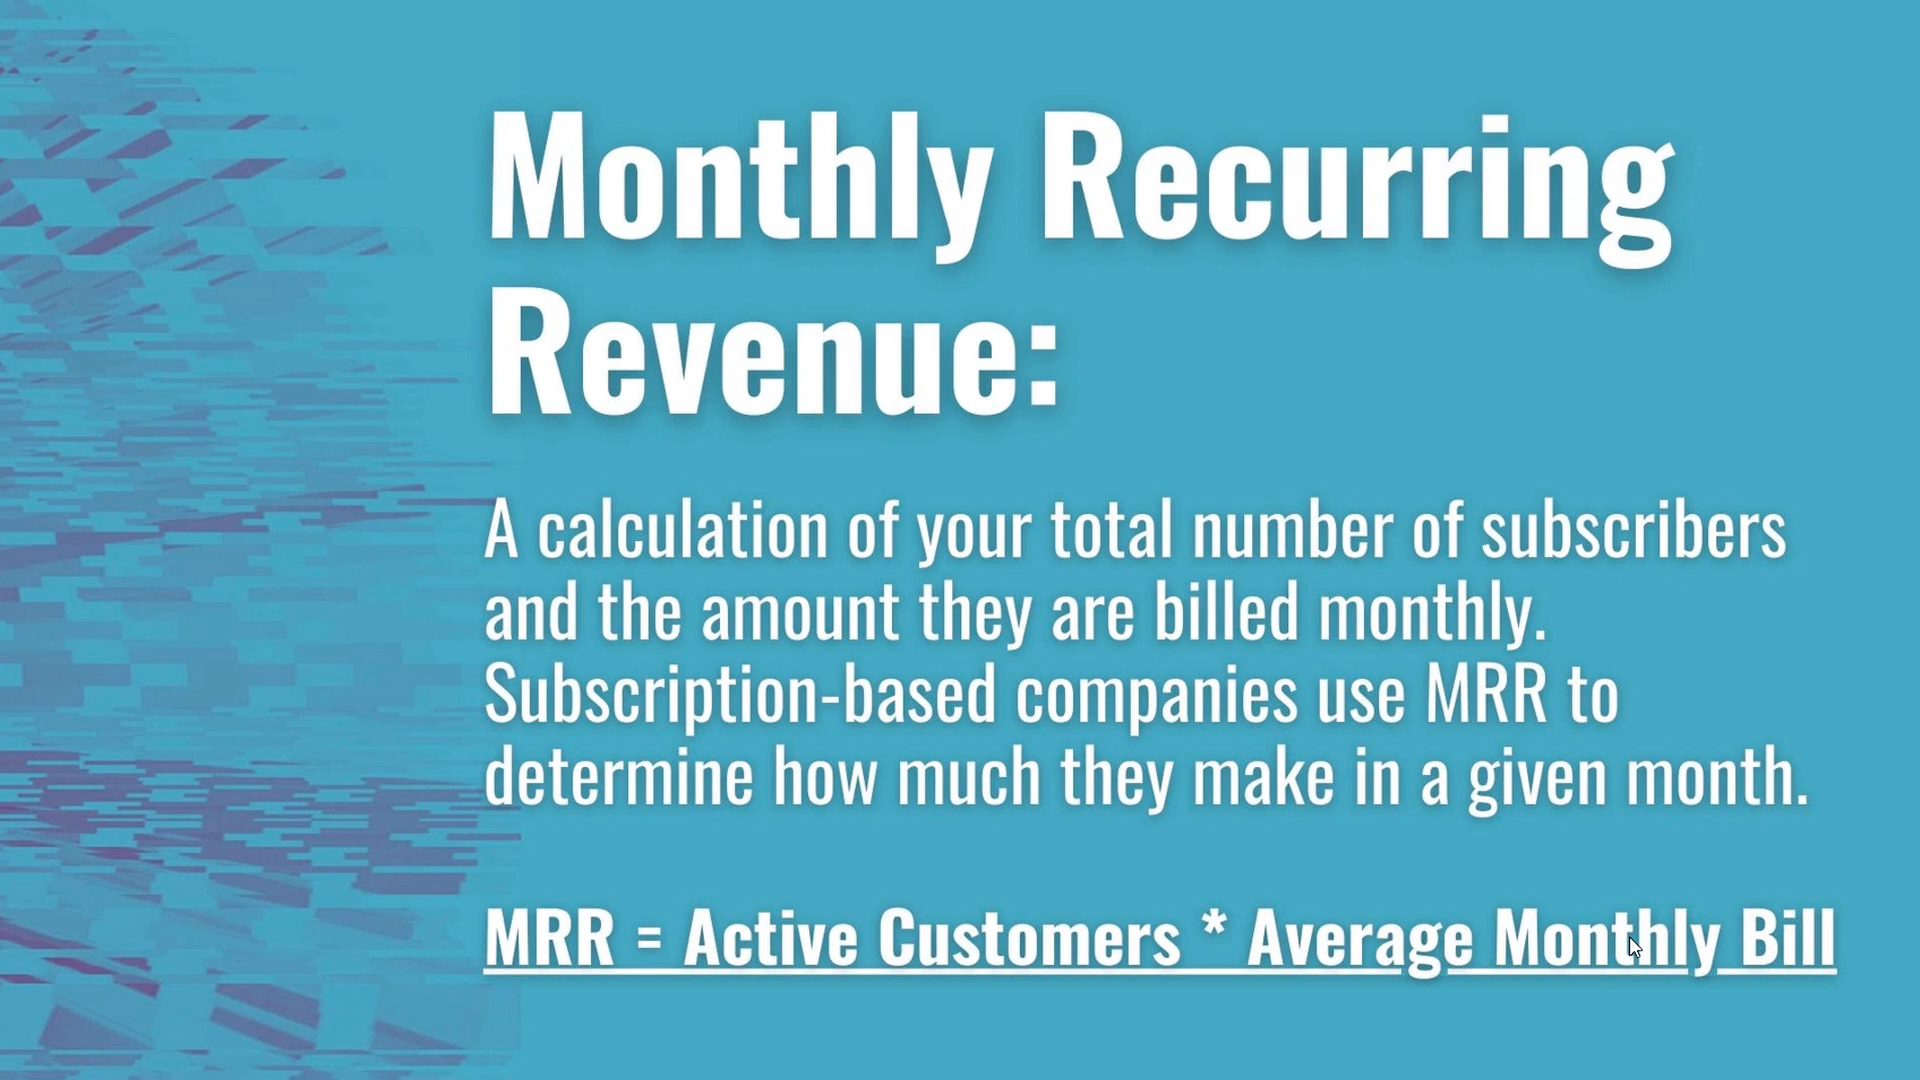 Monthly Recurring
Revenue:
A calculation of your total number of subscribers
and the amount they are billed monthly.
Subscription-based companies use MRR to
determine how much they make in a given month.
MRR = Active Customers * Average Monthly Bill